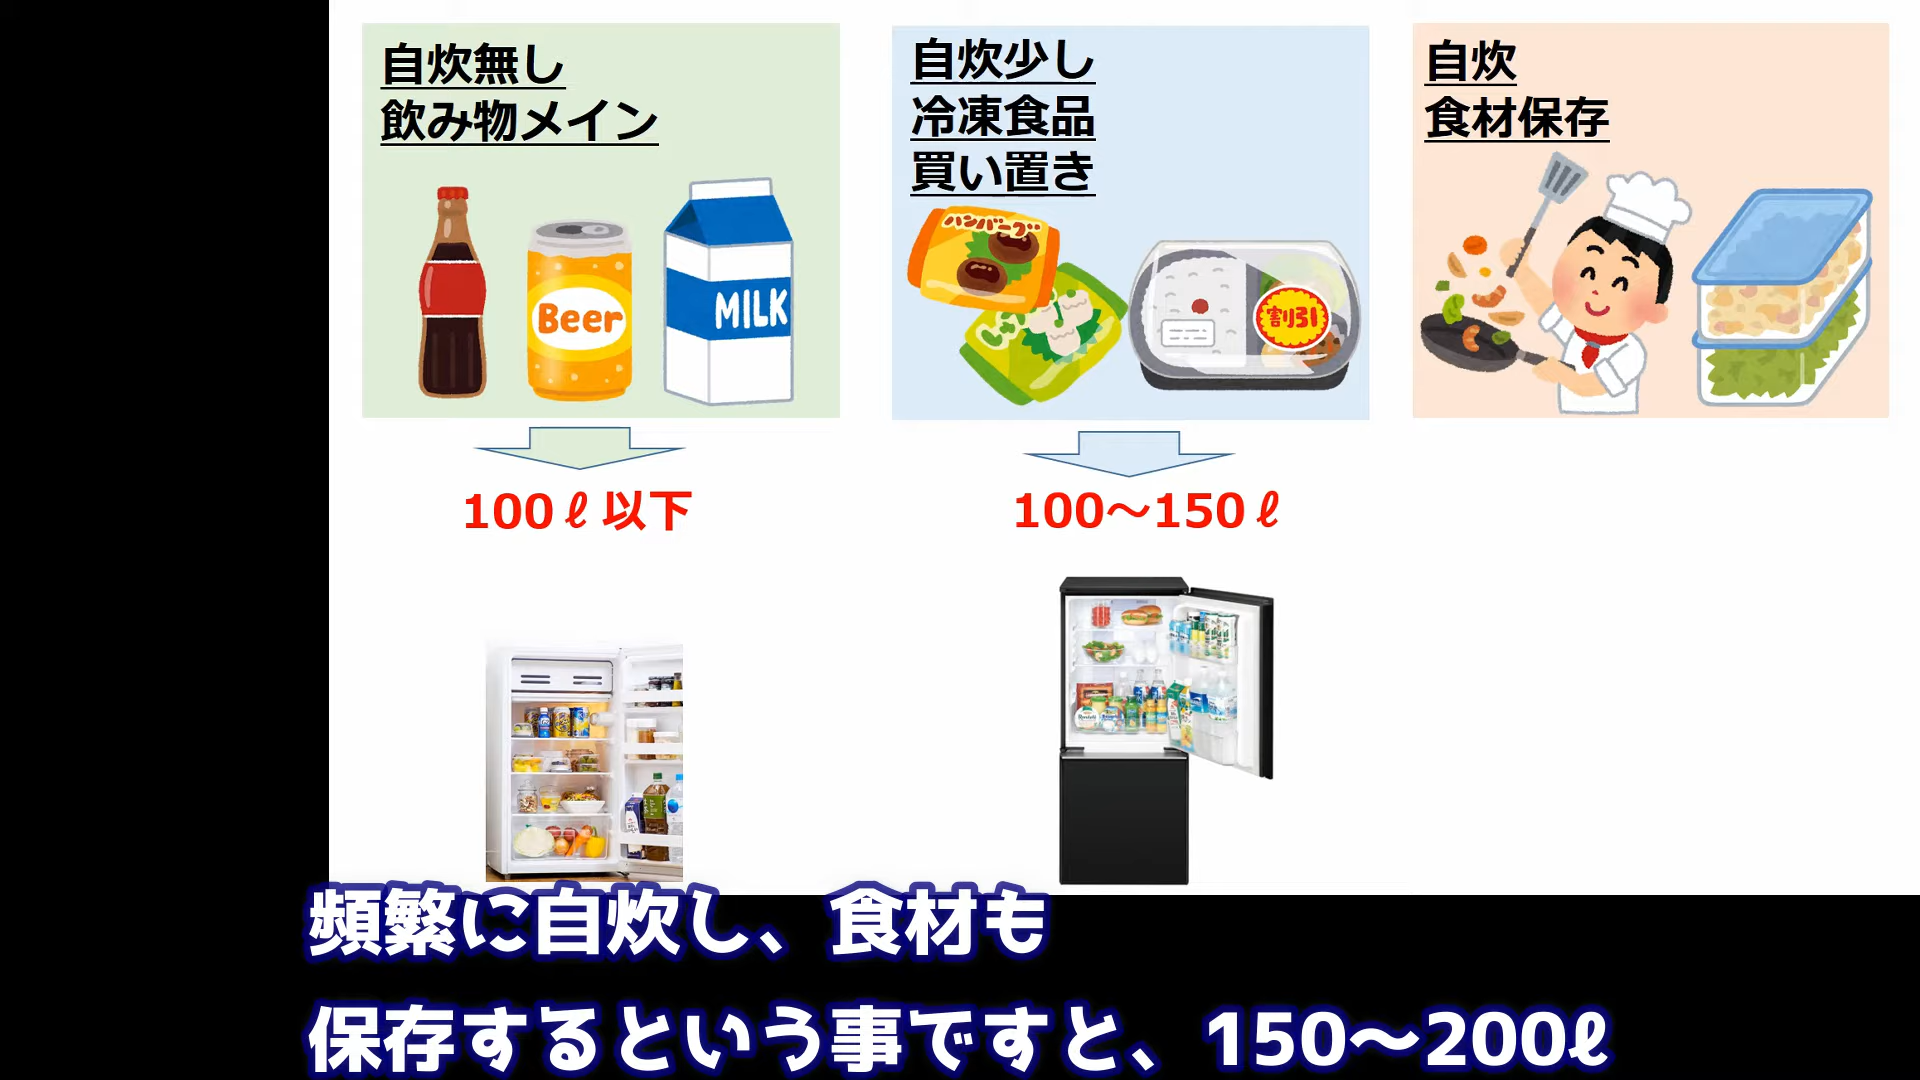 自炊無し
飲み物メイン
Beer
MILK
100ℓ以下
自炊少し
冷凍食品
買い置き
ハンバーグ
割引
100～150ℓ
自炊
食材保存
頻繁に自炊し、食材も
保存するという事ですと、150～200ℓ